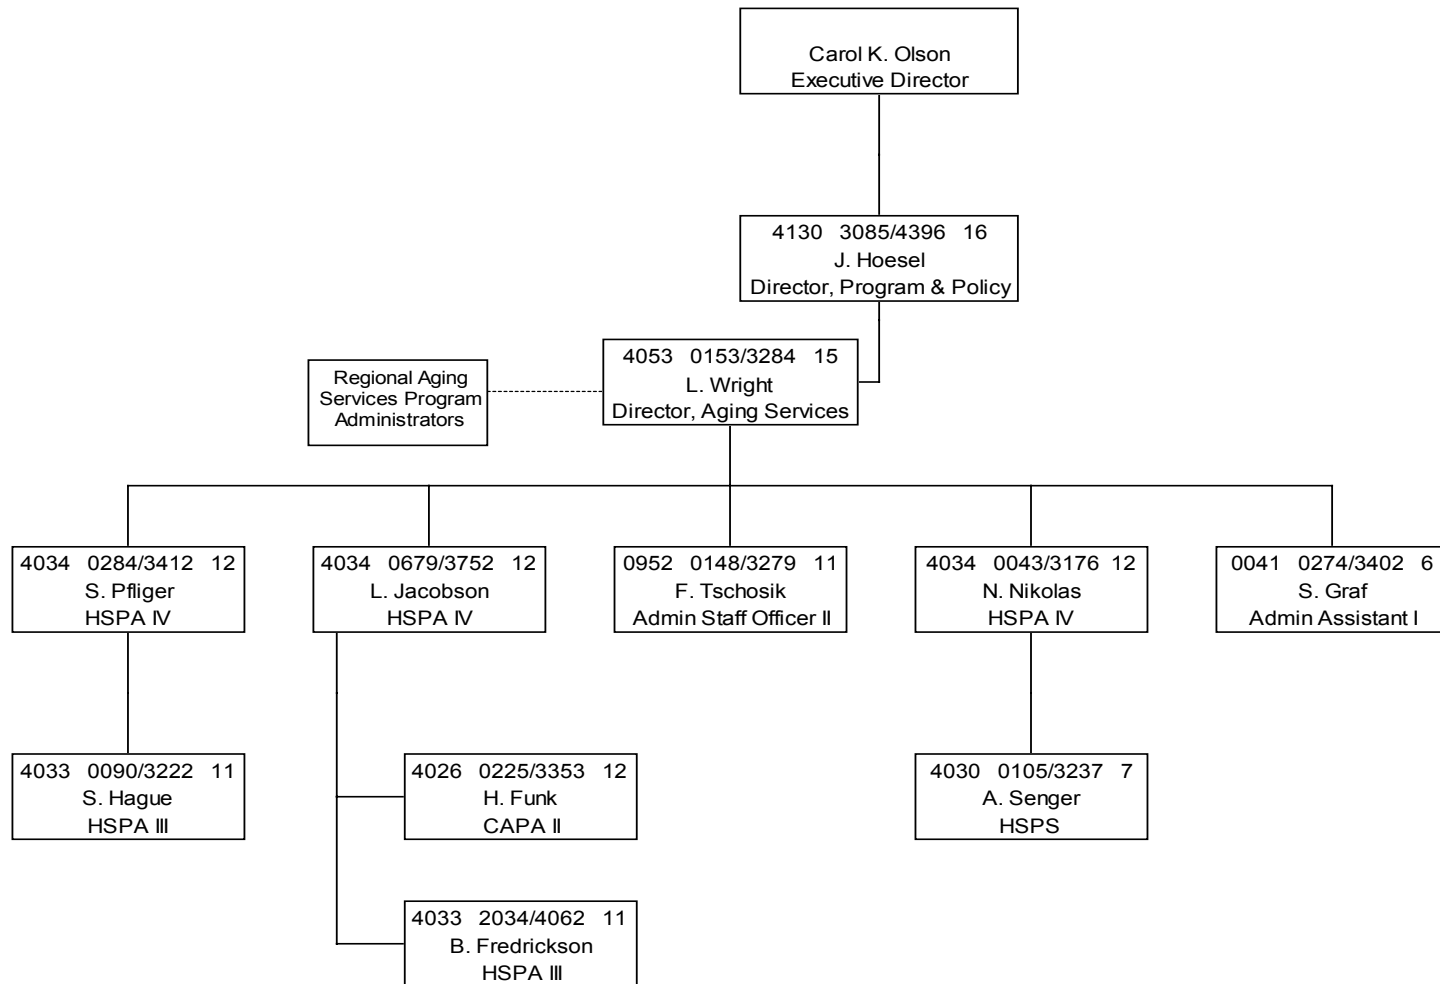 Carol K. Olson
Executive Director
4130 3085/4396 16
J. Hoesel
Director, Program & Policy
4053 0153/3284 15
L. Wright
Director, Aging Services
Regional Aging
Services Program
Administrators
4034 0284/3412 12
S. Pfliger
HSPA IV
4034 0679/3752 12
L. Jacobson
HSPA IV
0952 0148/3279 11
F. Tschosik
Admin Staff Officer II
4034 0043/3176 12
N. Nikolas
HSPA IV
0041 0274/3402 6
S. Graf
Admin Assistant I
4033 0090/3222 11
S. Hague
HSPA III
4026 0225/3353 12
H. Funk
CAPA II
4030 0105/3237 7
A. Senger
HSPS
4033 2034/4062 11
B. Fredrickson
HSPA III